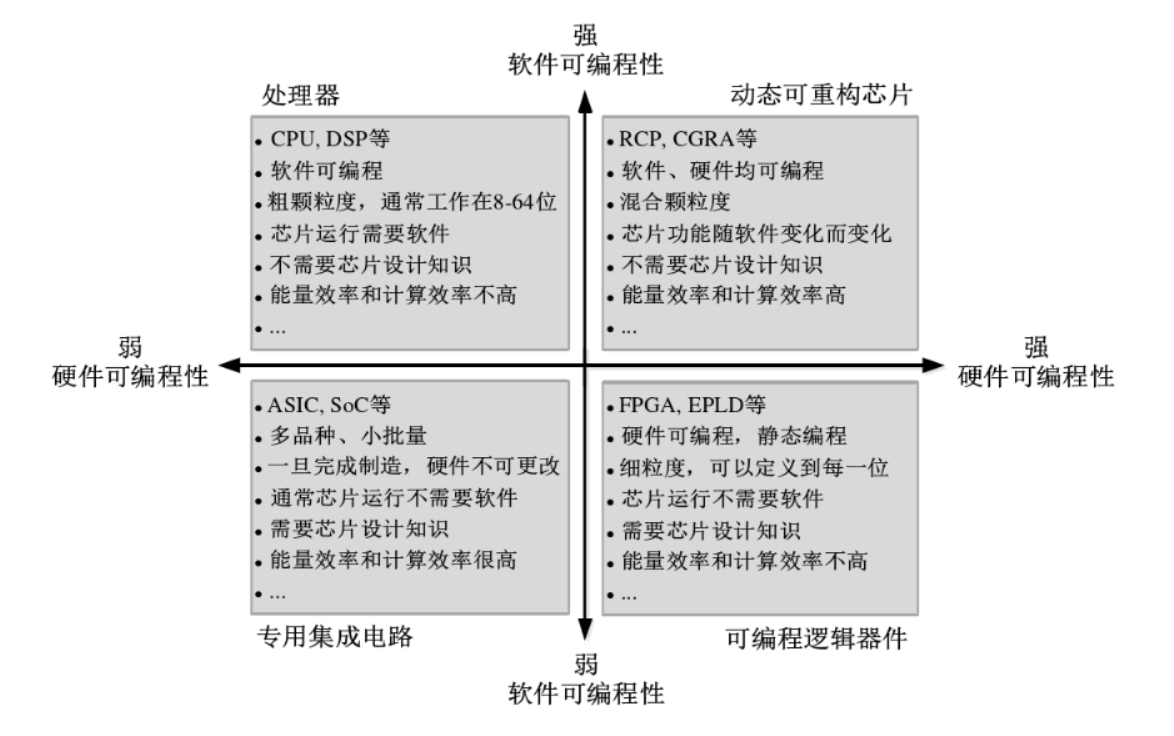 强
软件可编程性
处理器
动态可重构芯片
• CPU, DSP等
• 软件可编程
• 粗颗粒度，通常工作在8-64位
• 芯片运行需要软件
• 不需要芯片设计知识
• 能量效率和计算效率不高
• ...
• RCP, CGRA等
• 软件、硬件均可编程
• 混合颗粒度
• 芯片功能随软件变化而变化
• 不需要芯片设计知识
• 能量效率和计算效率高
• ...
弱
硬件可编程性
强
硬件可编程性
• ASIC, SoC等
• 多品种、小批量
• 一旦完成制造，硬件不可更改
• 通常芯片运行不需要软件
• 需要芯片设计知识
• 能量效率和计算效率很高
• ...
• FPGA, EPLD等
• 硬件可编程，静态编程
• 细粒度，可以定义到每一位
• 芯片运行不需要软件
• 需要芯片设计知识
• 能量效率和计算效率不高
• ...
专用集成电路
可编程逻辑器件
弱
软件可编程性